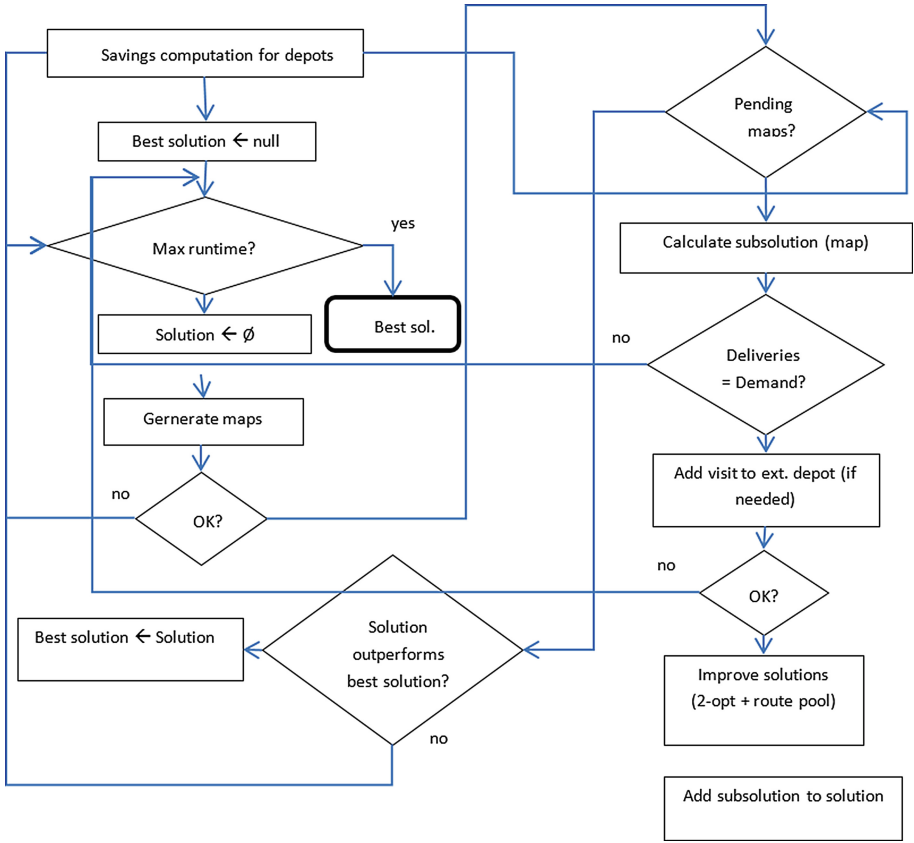 Savings computation for depots
Best solution ← null
Max runtime?
yes
Solution ← Ø
Best sol.
Gernerate maps
no
OK?
Solution
outperforms
best solution?
Best solution ← Solution
no
Pending
maps?
Calculate subsolution (map)
no
Deliveries
= Demand?
Add visit to ext. depot (if
needed)
no
OK?
Improve solutions
(2-opt + route pool)
Add subsolution to solution